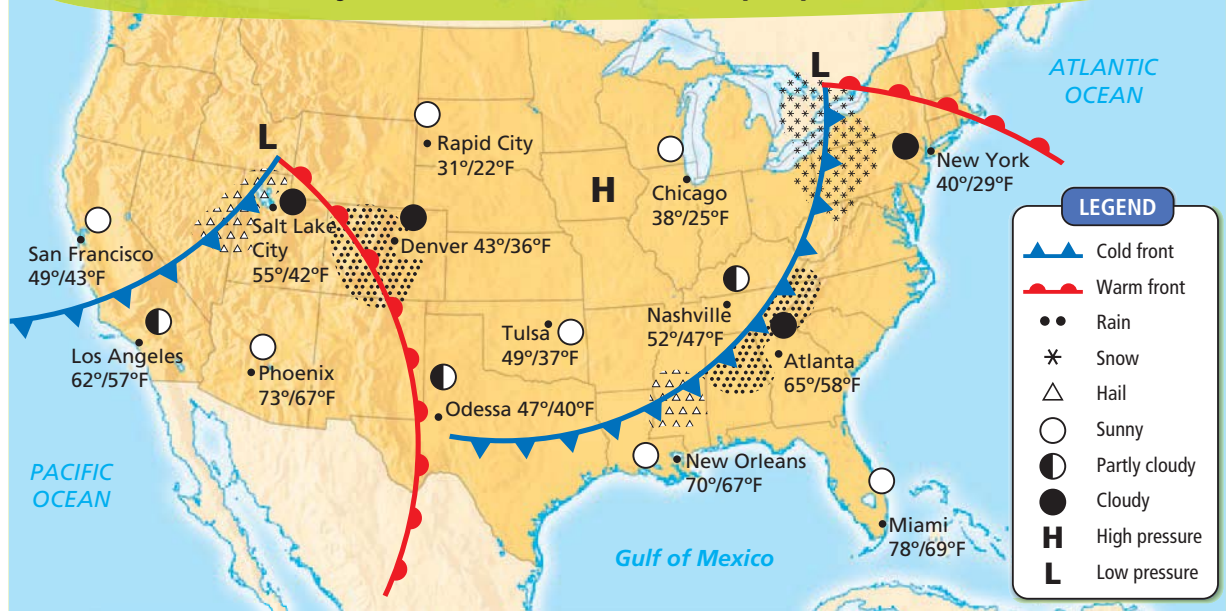 L
ATLANTIC
OCEAN
Rapid City
31°/22°F
L
New York
40°/29°F
H
Chicago
38°/25°F
Salt Lake
City
55°/42°F
Denver 43°/36°F
San Francisco
49°/43°F
Los Angeles
62°/57°F
Phoenix
73°/67°F
Tulsa
49°/37°F
Nashville
52°/47°F
Atlanta
65°/58°F
Odessa 47°/40°F
New Orleans
70°/67°F
Miami
78°/69°F
PACIFIC
OCEAN
Gulf of Mexico
LEGEND
Cold front
Warm front
Rain
Snow
Hail
Sunny
Partly cloudy
Cloudy
H High pressure
L Low pressure